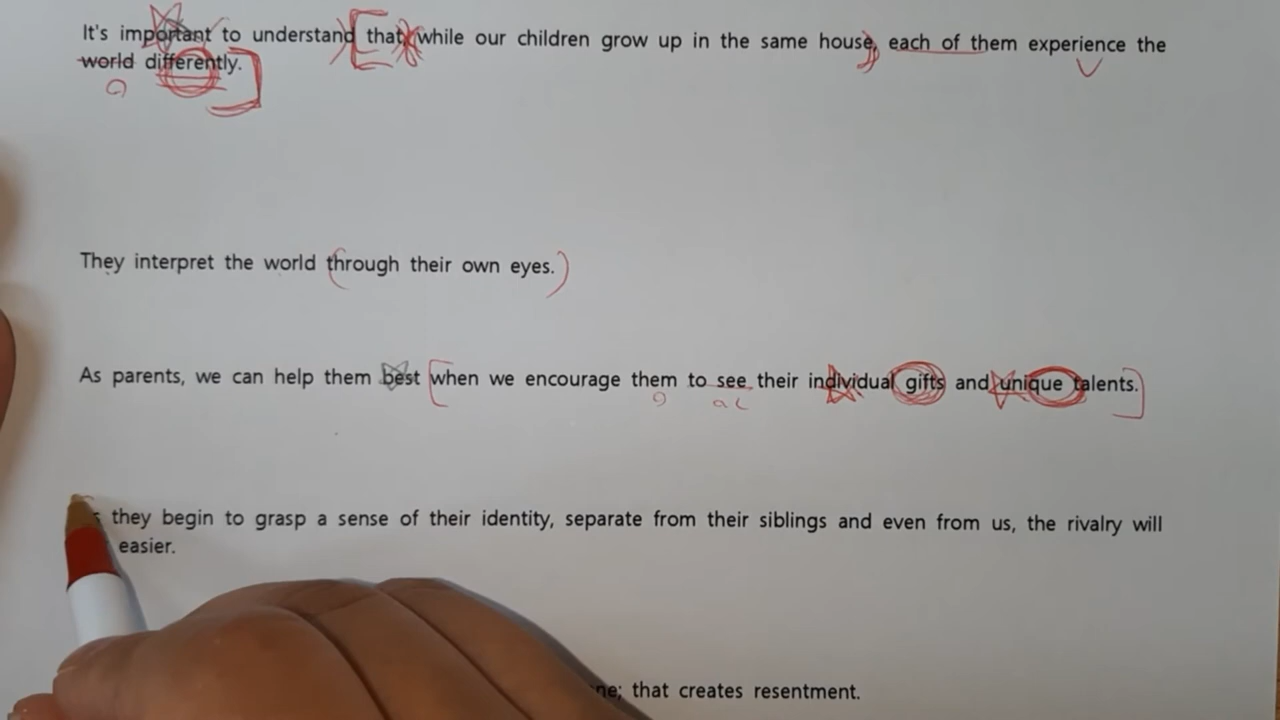 It's important to understand that while our children grow up in the same house, each of them experience the
world differently.
They interpret the world through their own eyes.
As parents, we can help them best when we encourage them to see their individual gifts and unique talents.
they begin to grasp a sense of their identity, separate from their siblings and even from us, the rivalry will
easier.
that creates resentment.